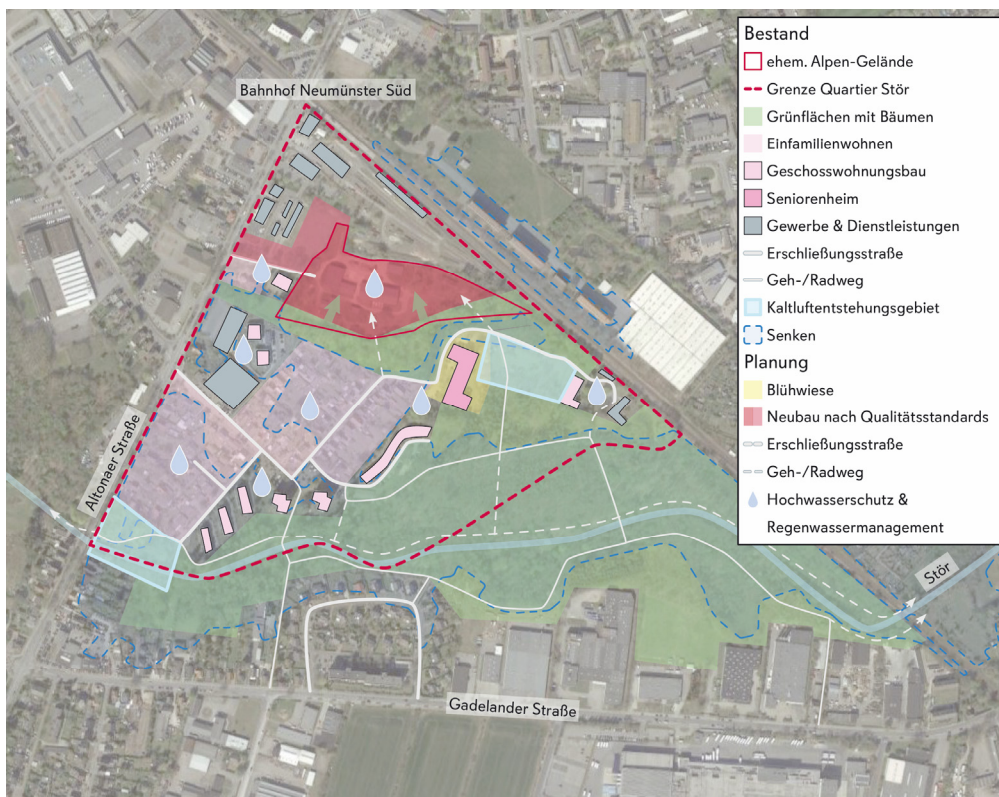 Bahnhof Neumünster Süd
Altonaer Straße
Stör
Gadelander Straße
Bestand
ehem. Alpen-Gelände
Grenze Quartier Stör
Grünflächen mit Bäumen
Einfamilienwohnen
Geschosswohnungsbau
Seniorenheim
Gewerbe & Dienstleistungen
Erschließungsstraße
Geh-/Radweg
Kaltluftentstehungsgebiet
Senken
Planung
Blühwiese
Neubau nach Qualitätsstandards
Erschließungsstraße
Geh-/Radweg
Hochwasserschutz &
Regenwassermanagement